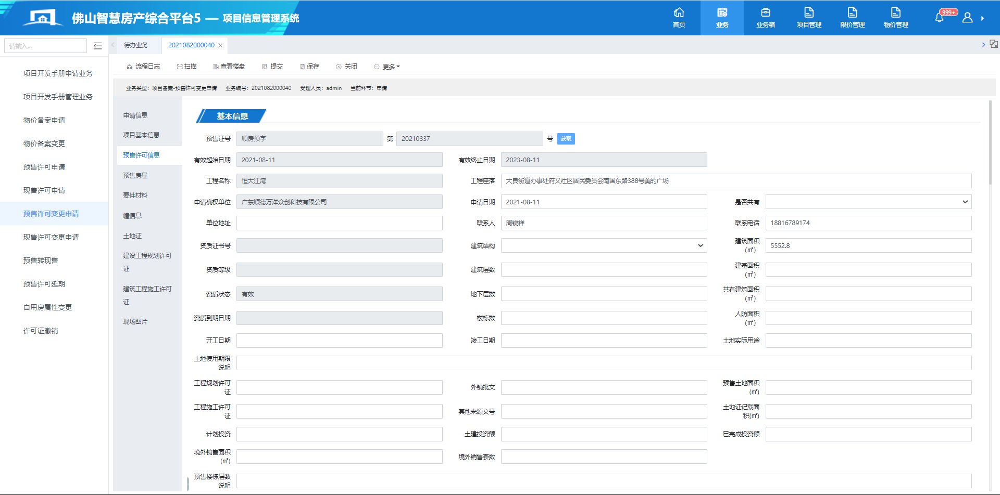 佛山智慧房产综合平台5 — 项目信息管理系统
首页
业务
业务箱
项目管理
限价管理
物价管理
999+
请输入...
待办业务
2021082000040
流程日志
扫描
查看楼盘
提交
保存
关闭
更多
业务类型：项目备案-预售许可变更申请 业务编号：2021082000040 受理人员：admin 当前环节：申请
项目开发手册申请业务
项目开发手册管理业务
物价备案申请
物价备案变更
预售许可申请
现售许可申请
预售许可变更申请
现售许可变更申请
预售转现售
预售许可延期
自用房属性变更
许可证撤销
申请信息
项目基本信息
预售许可信息
预售房屋
要件材料
幢信息
土地证
建设工程规划许可
证
建筑工程施工许可
证
现场图片
基本信息
预售证号 顺房预字 第 20210337 号 获取
有效起始日期 2021-08-11 有效终止日期 2023-08-11
工程名称 恒大江湾 工程座落 大良街道办事处府又社区居民委员会南国东路388号美的广场
申请确权单位 广东顺德万洋众创科技有限公司 申请日期 2021-08-11 是否共有
单位地址 联系人 周锐祥 联系电话 18816789174
资质证书号 建筑结构 建筑面积
(㎡) 5552.8
资质等级 建筑层数 建基面积
(㎡)
资质状态 有效 地下层数 共有建筑面积
(㎡)
资质到期日期 楼栋数 人防面积
(㎡)
开工日期 竣工日期 土地实际用途
土地使用期限
说明
工程规划许可
证 外销批文 预售土地面积
(㎡)
工程施工许可
证 其他来源文号 土地证记载面
积(㎡)
计划投资 土建投资额 已完成投资额
境外销售面积
(㎡) 境外销售套数
预售楼栋层数
说明